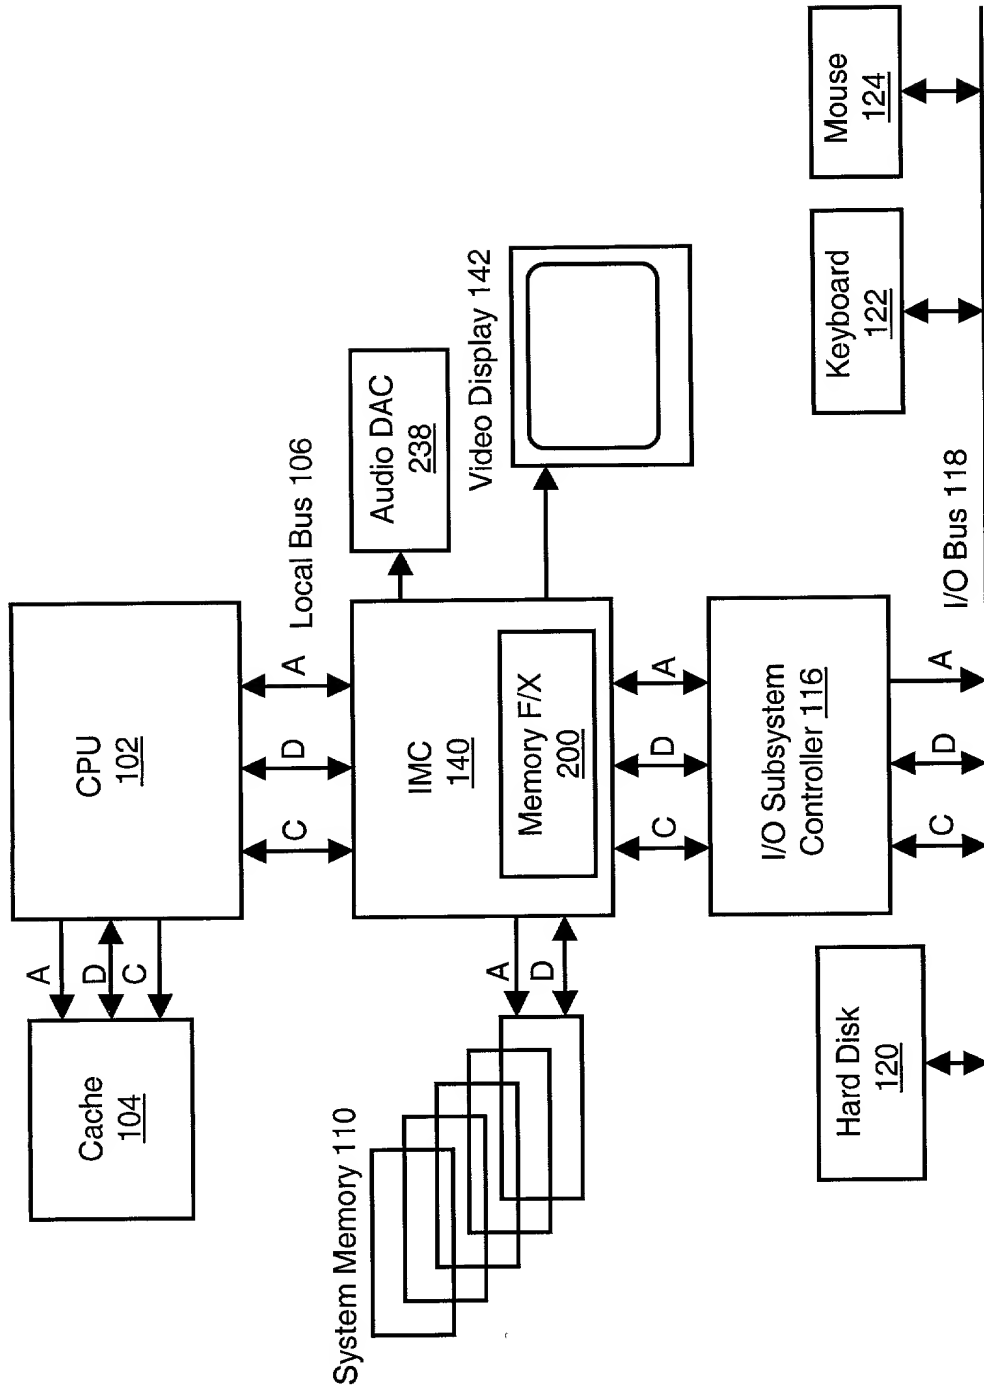 Cache
104
A
D
C
CPU
102
C
D
A
Local Bus 106
System Memory 110
A
D
IMC
140
Memory F/X
200
Audio DAC
238
Video Display 142
C
D
A
I/O Subsystem
Controller 116
C
D
A
I/O Bus 118
Hard Disk
120
Keyboard
122
Mouse
124